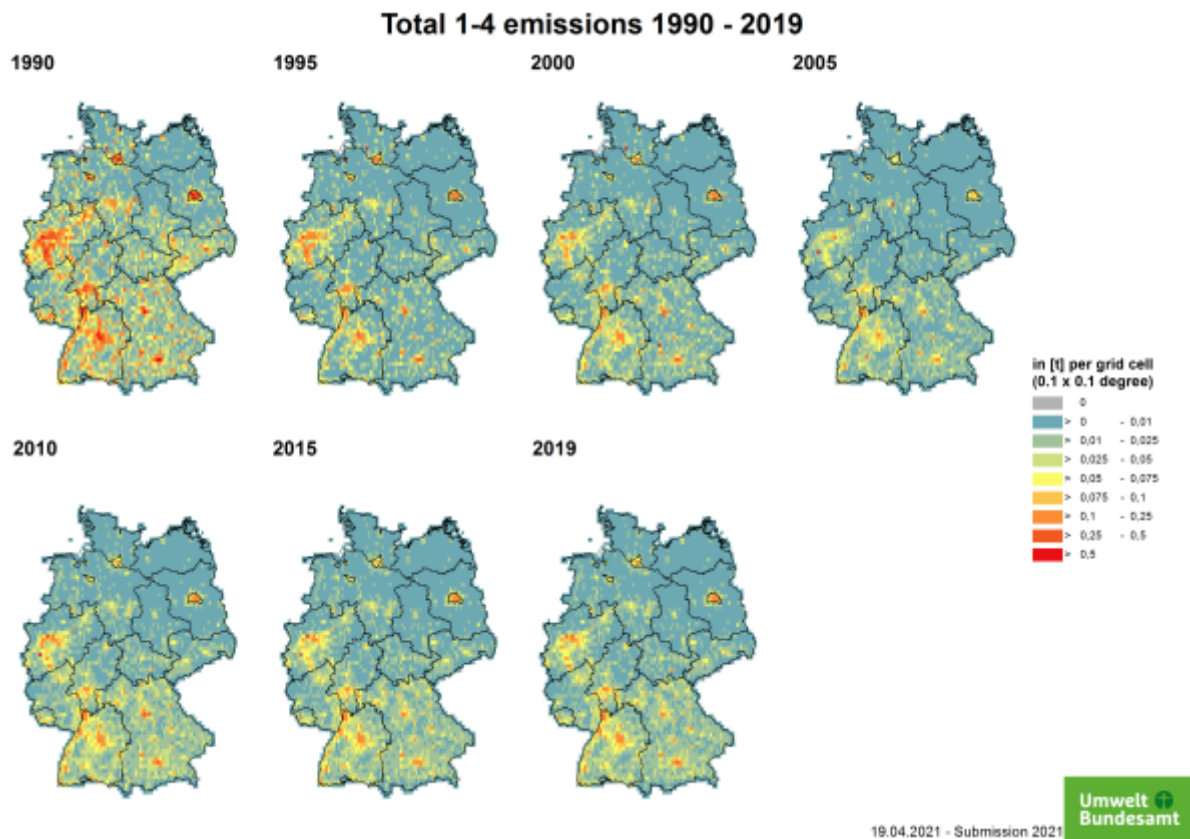 Total 1-4 emissions 1990 - 2019
1990
1995
2000
2005
2010
2015
2019
in [t] per grid cell
(0.1 x 0.1 degree)
0
> 0 - 0,01
> 0,01 - 0,025
> 0,025 - 0,05
> 0,05 - 0,075
> 0,075 - 0,1
> 0,1 - 0,25
> 0,25 - 0,5
> 0,5
Umwelt
Bundesamt
19.04.2021 - Submission 2021